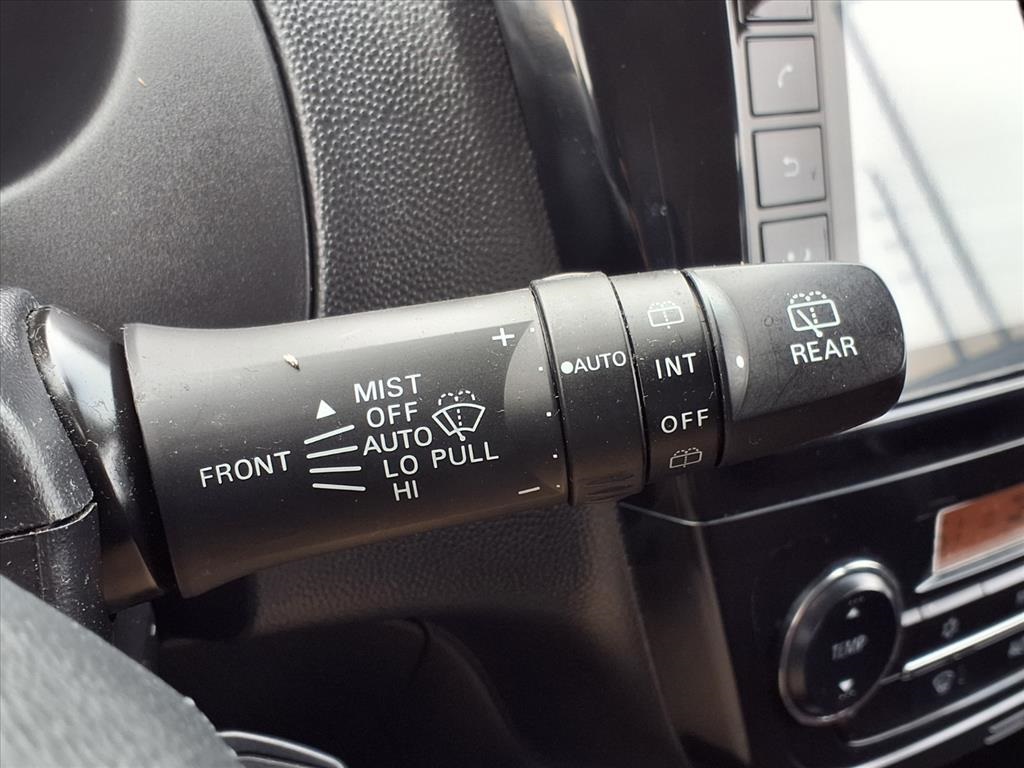 MIST
OFF
AUTO
LO
HI
FRONT
PULL
+
−
●AUTO
INT
OFF
REAR
TEMP